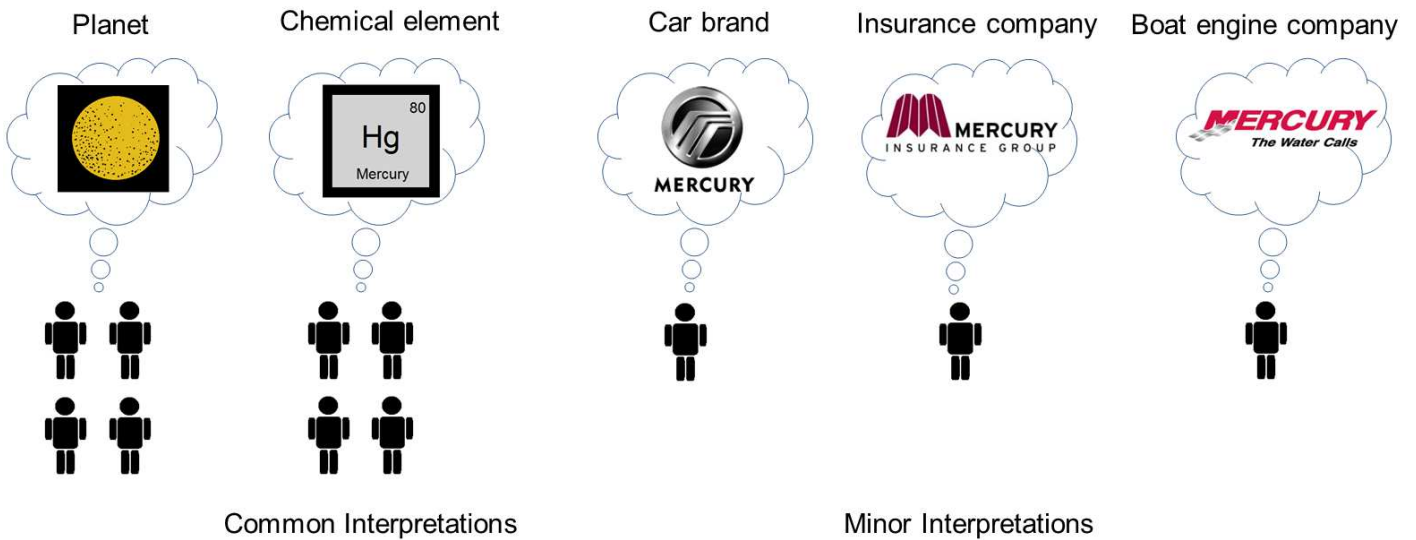 Planet
Chemical element
Car brand
Insurance company
Boat engine company
80
Hg
Mercury
MERCURY
MERCURY
INSURANCE GROUP
MERCURY
The Water Calls
Common Interpretations
Minor Interpretations